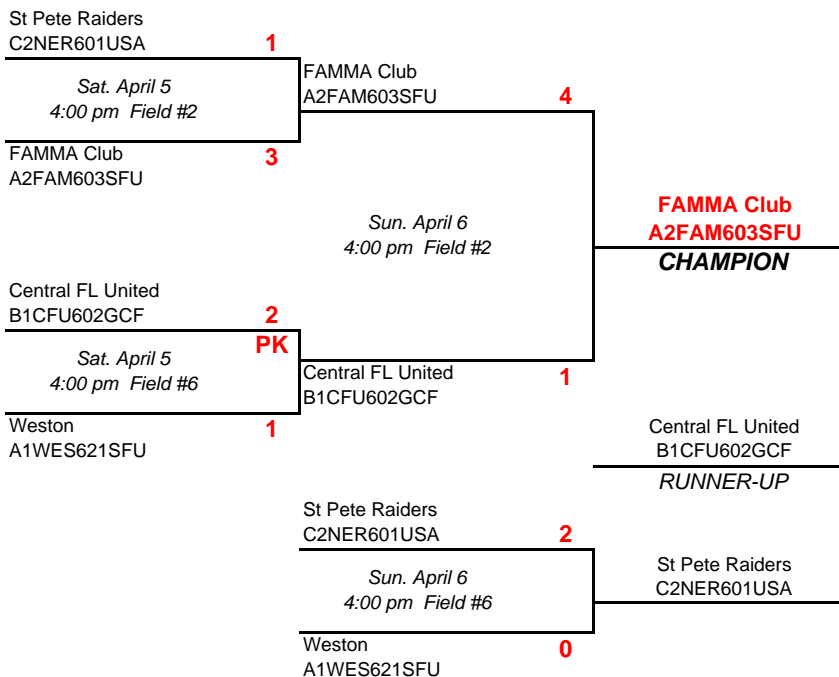 St Pete Raiders
C2NER601USA 1
Sat. April 5
4:00 pm Field #2
FAMMA Club
A2FAM603SFU 4
FAMMA Club 3
A2FAM603SFU
Sun. April 6
4:00 pm Field #2
FAMMA Club
A2FAM603SFU
CHAMPION
Central FL United
B1CFU602GCF 2
PK
Sat. April 5
4:00 pm Field #6
Central FL United 1
B1CFU602GCF
Weston 1
A1WES621SFU
Central FL United
B1CFU602GCF
RUNNER-UP
St Pete Raiders
C2NER601USA 2
Sun. April 6
4:00 pm Field #6
St Pete Raiders
C2NER601USA
Weston 0
A1WES621SFU